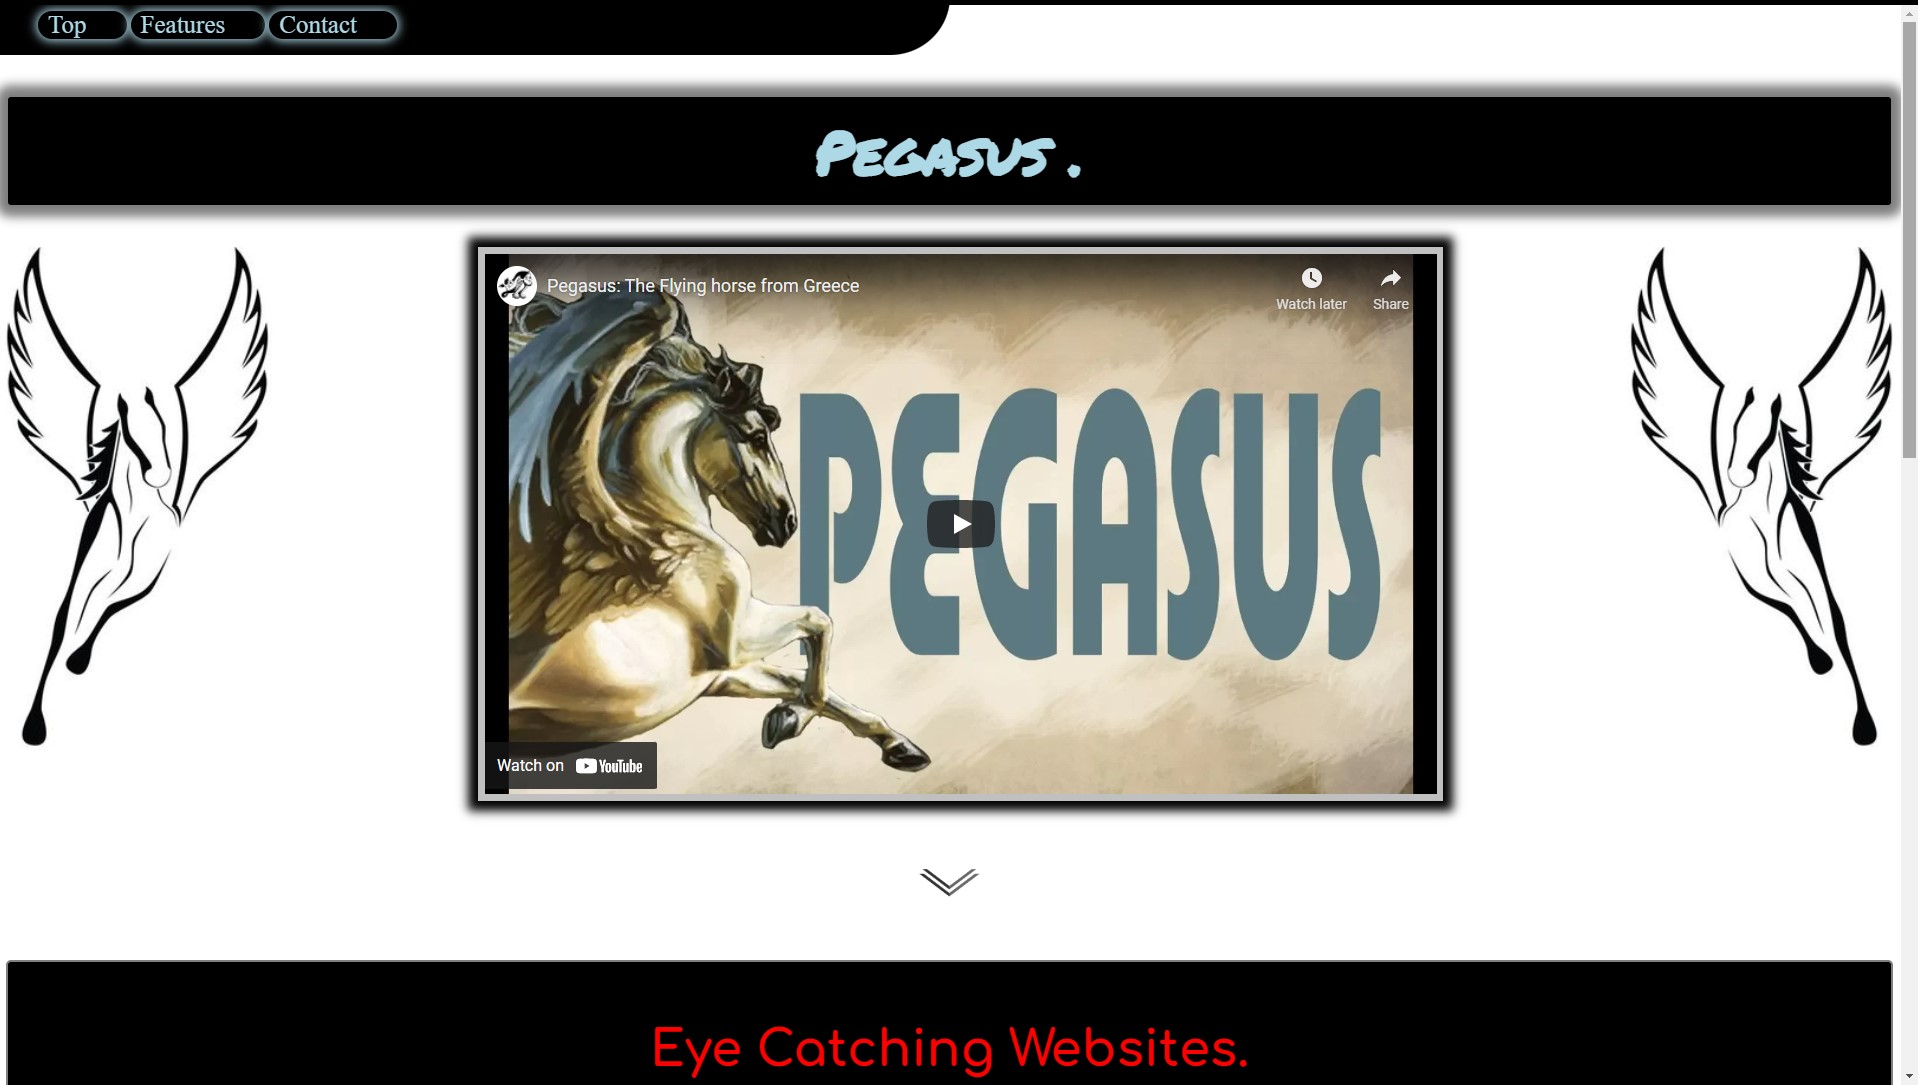 Top Features Contact
Pegasus .
Pegasus: The Flying horse from Greece
Watch later Share
PEGASUS
Watch on YouTube
Eye Catching Websites.